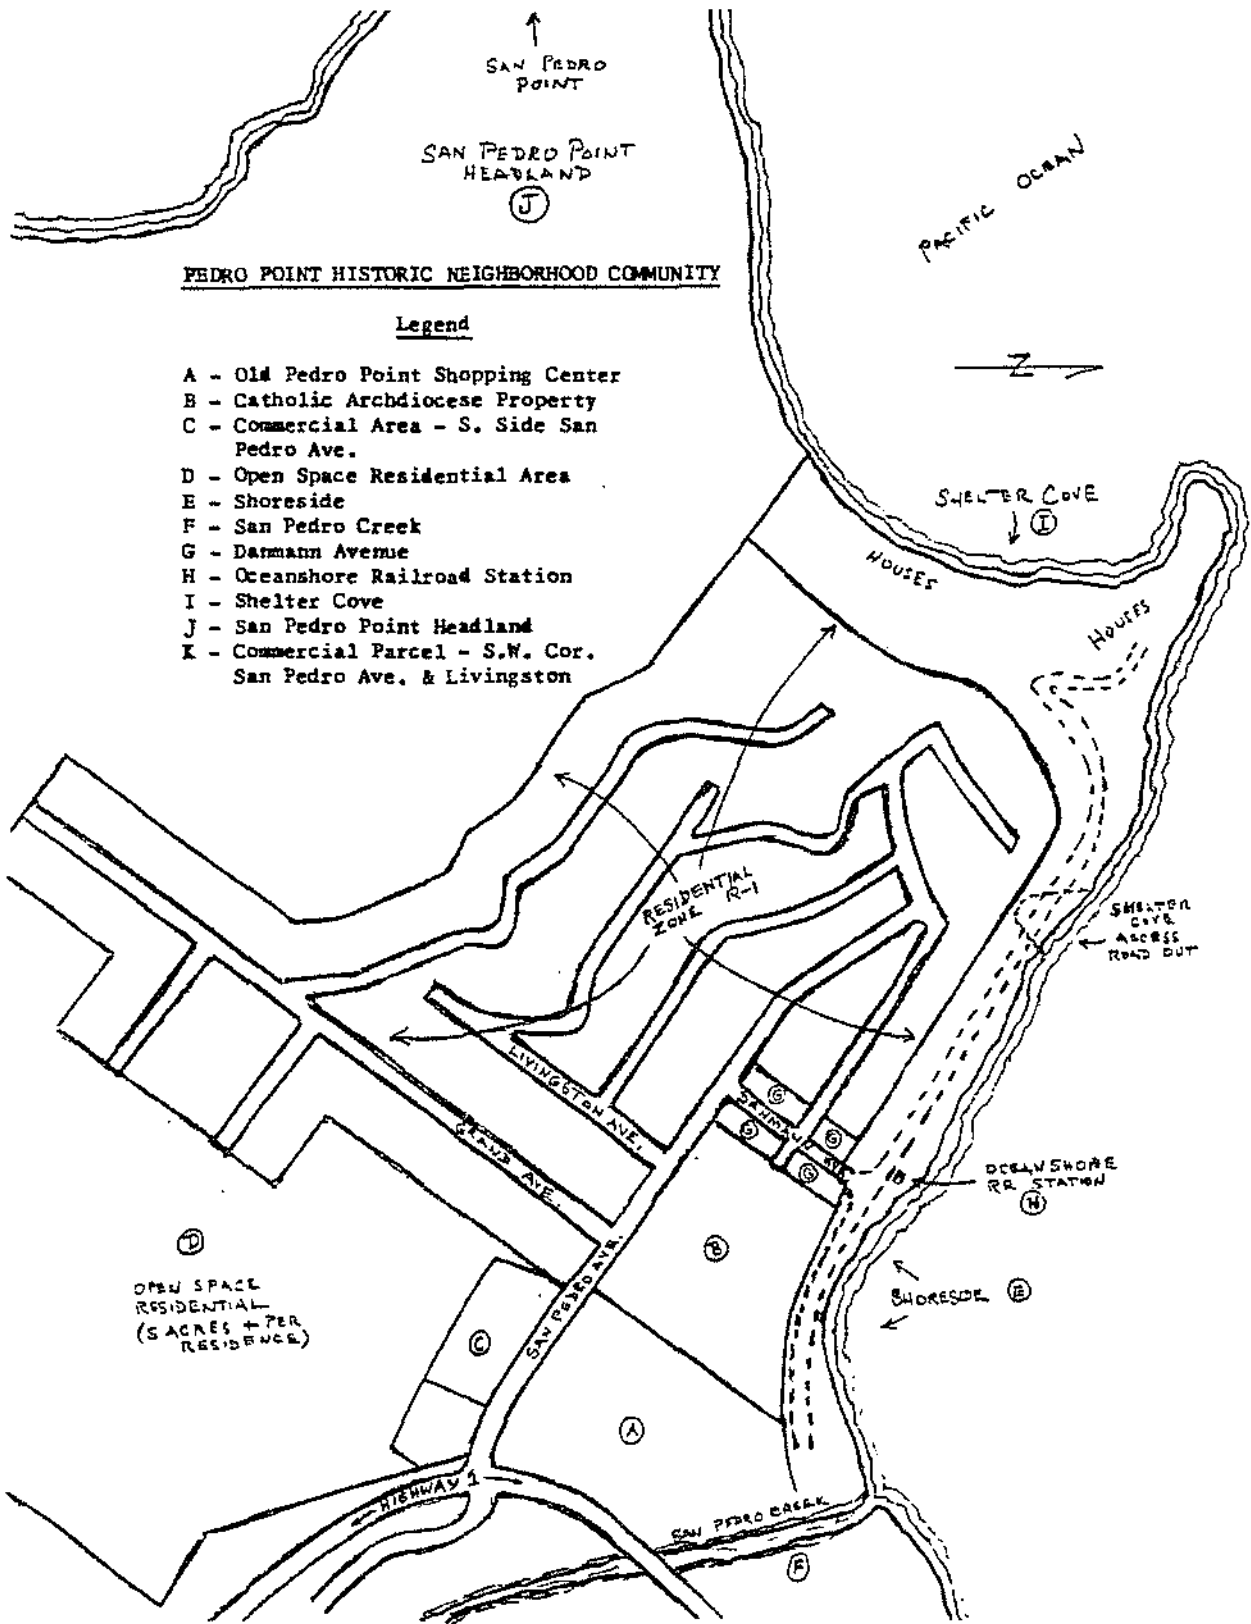 SAN PEDRO
POINT
SAN PEDRO POINT
HEADLAND
J
PACIFIC OCEAN
PEDRO POINT HISTORIC NEIGHBORHOOD COMMUNITY
Legend
A - Old Pedro Point Shopping Center
B - Catholic Archdiocese Property
C - Commercial Area - S. Side San
Pedro Ave.
D - Open Space Residential Area
E - Shoreside
F - San Pedro Creek
G - Danmann Avenue
H - Oceanshore Railroad Station
I - Shelter Cove
J - San Pedro Point Headland
K - Commercial Parcel - S.W. Cor.
San Pedro Ave. & Livingston
Z
SHELTER COVE
I
HOUSES
HOUSES
RESIDENTIAL
ZONE R-1
SHELTER
COVE
ACCESS
ROAD OUT
LIVINGSTON AVE.
GRAND AVE.
G
G
DANMANN AVE.
G
G
OCEANSHORE
RR STATION
H
D
OPEN SPACE
RESIDENTIAL
(5 ACRES + PER
RESIDENCE)
B
SAN PEDRO AVE.
SHORESIDE E
C
A
HIGHWAY 1
SAN PEDRO CREEK
F